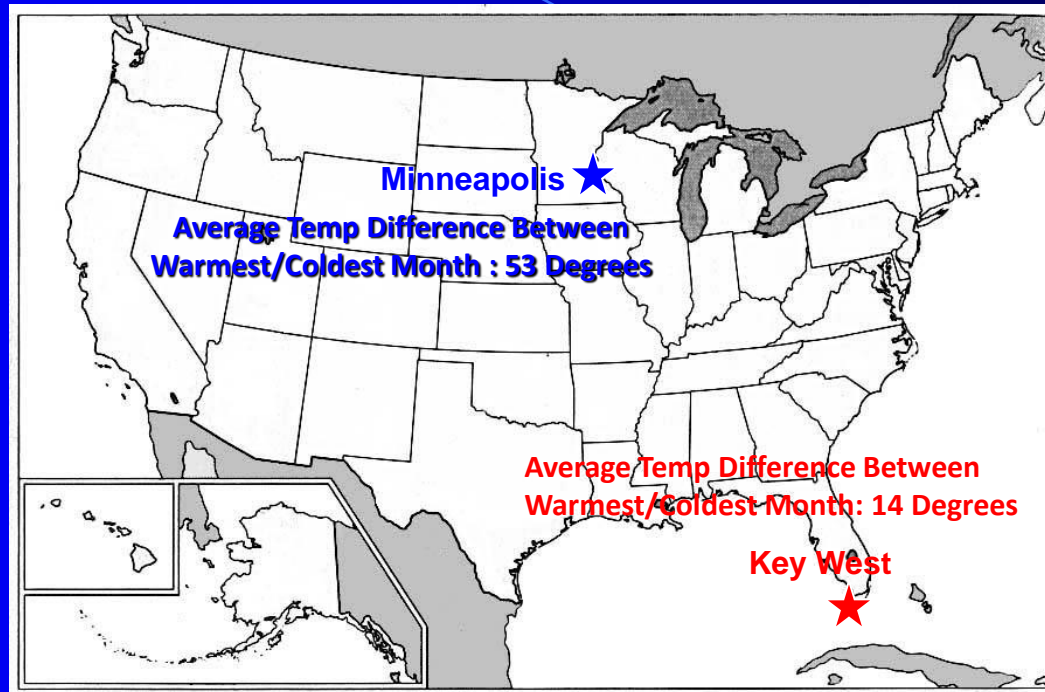 Minneapolis
Average Temp Difference Between
Warmest/Coldest Month : 53 Degrees
Average Temp Difference Between
Warmest/Coldest Month: 14 Degrees
Key West